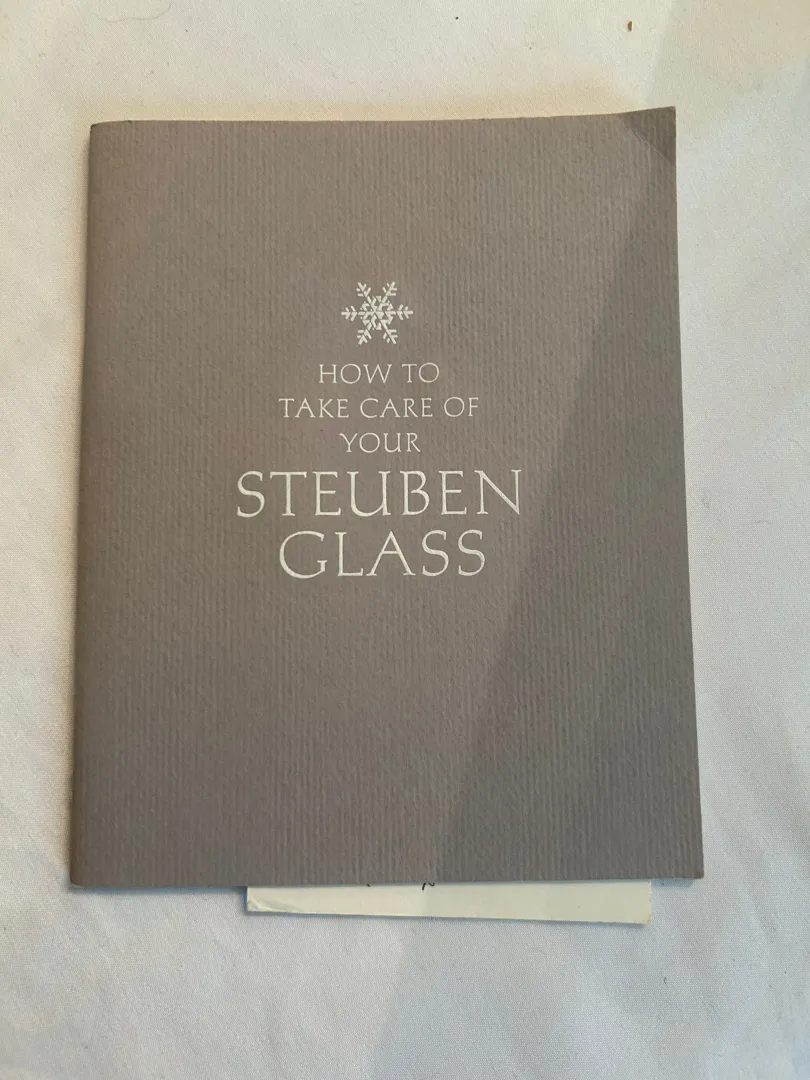 HOW TO
TAKE CARE OF
YOUR
STEUBEN
GLASS